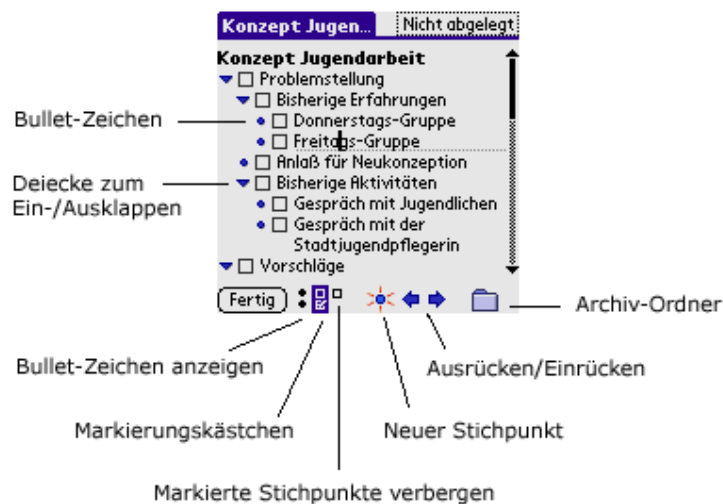 Konzept Jugen...
Nicht abgelegt
Konzept Jugendarbeit
Problemstellung
Bisherige Erfahrungen
Donnerstags-Gruppe
Freitags-Gruppe
Anlaß für Neukonzeption
Bisherige Aktivitäten
Gespräch mit Jugendlichen
Gespräch mit der
Stadtjugendpflegerin
Vorschläge
Fertig
Bullet-Zeichen
Deiecke zum
Ein-/Ausklappen
Archiv-Ordner
Bullet-Zeichen anzeigen
Ausrücken/Einrücken
Markierungskästchen
Neuer Stichpunkt
Markierte Stichpunkte verbergen